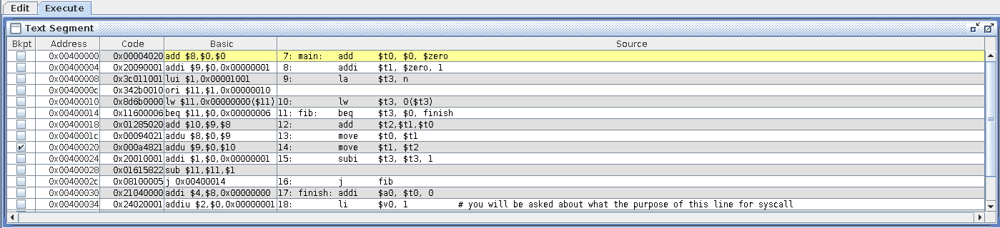 Edit Execute
Text Segment
Bkpt Address Code Basic Source
0x00400000 0x00004020 add $8,$0,$0 7: main: add $t0, $0, $zero
0x00400004 0x20090001 addi $9,$0,0x00000001 8: addi $t1, $zero, 1
0x00400008 0x3c011001 lui $1,0x00001001 9: la $t3, n
0x0040000c 0x342b0010 ori $11,$1,0x00000010
0x00400010 0x8d6b0000 lw $11,0x00000000($11) 10: lw $t3, 0($t3)
0x00400014 0x11600006 beq $11,$0,0x00000006 11: fib: beq $t3, $0, finish
0x00400018 0x01285020 add $10,$9,$8 12: add $t2,$t1,$t0
0x0040001c 0x00094021 addu $8,$0,$9 13: move $t0, $t1
0x00400020 0x000a4821 addu $9,$0,$10 14: move $t1, $t2
0x00400024 0x20010001 addi $1,$0,0x00000001 15: subi $t3, $t3, 1
0x00400028 0x01615822 sub $11,$11,$1
0x0040002c 0x08100005 j 0x00400014 16: j fib
0x00400030 0x21040000 addi $4,$8,0x00000000 17: finish: addi $a0, $t0, 0
0x00400034 0x24020001 addiu $2,$0,0x00000001 18: li $v0, 1 # you will be asked about what the purpose of this line for syscall